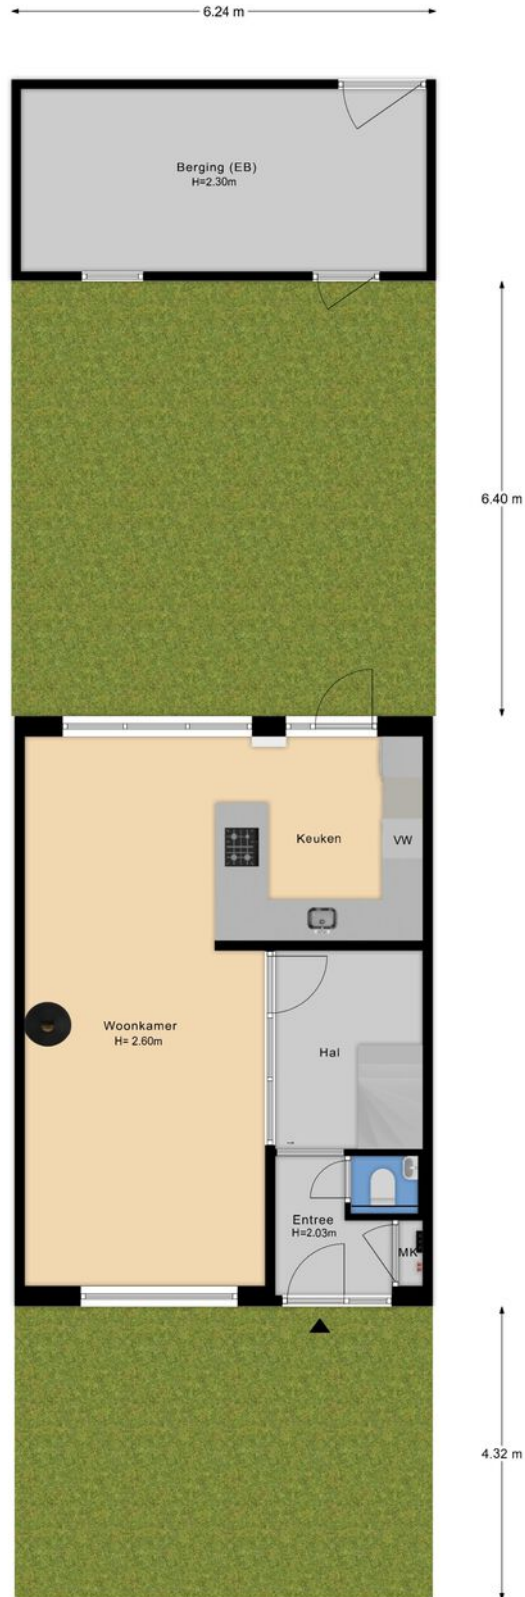 6.24 m
Berging (EB)
H=2.30m
6.40 m
Keuken
VW
Woonkamer
H= 2.60m
Hal
Entree
H=2.03m
MK
4.32 m